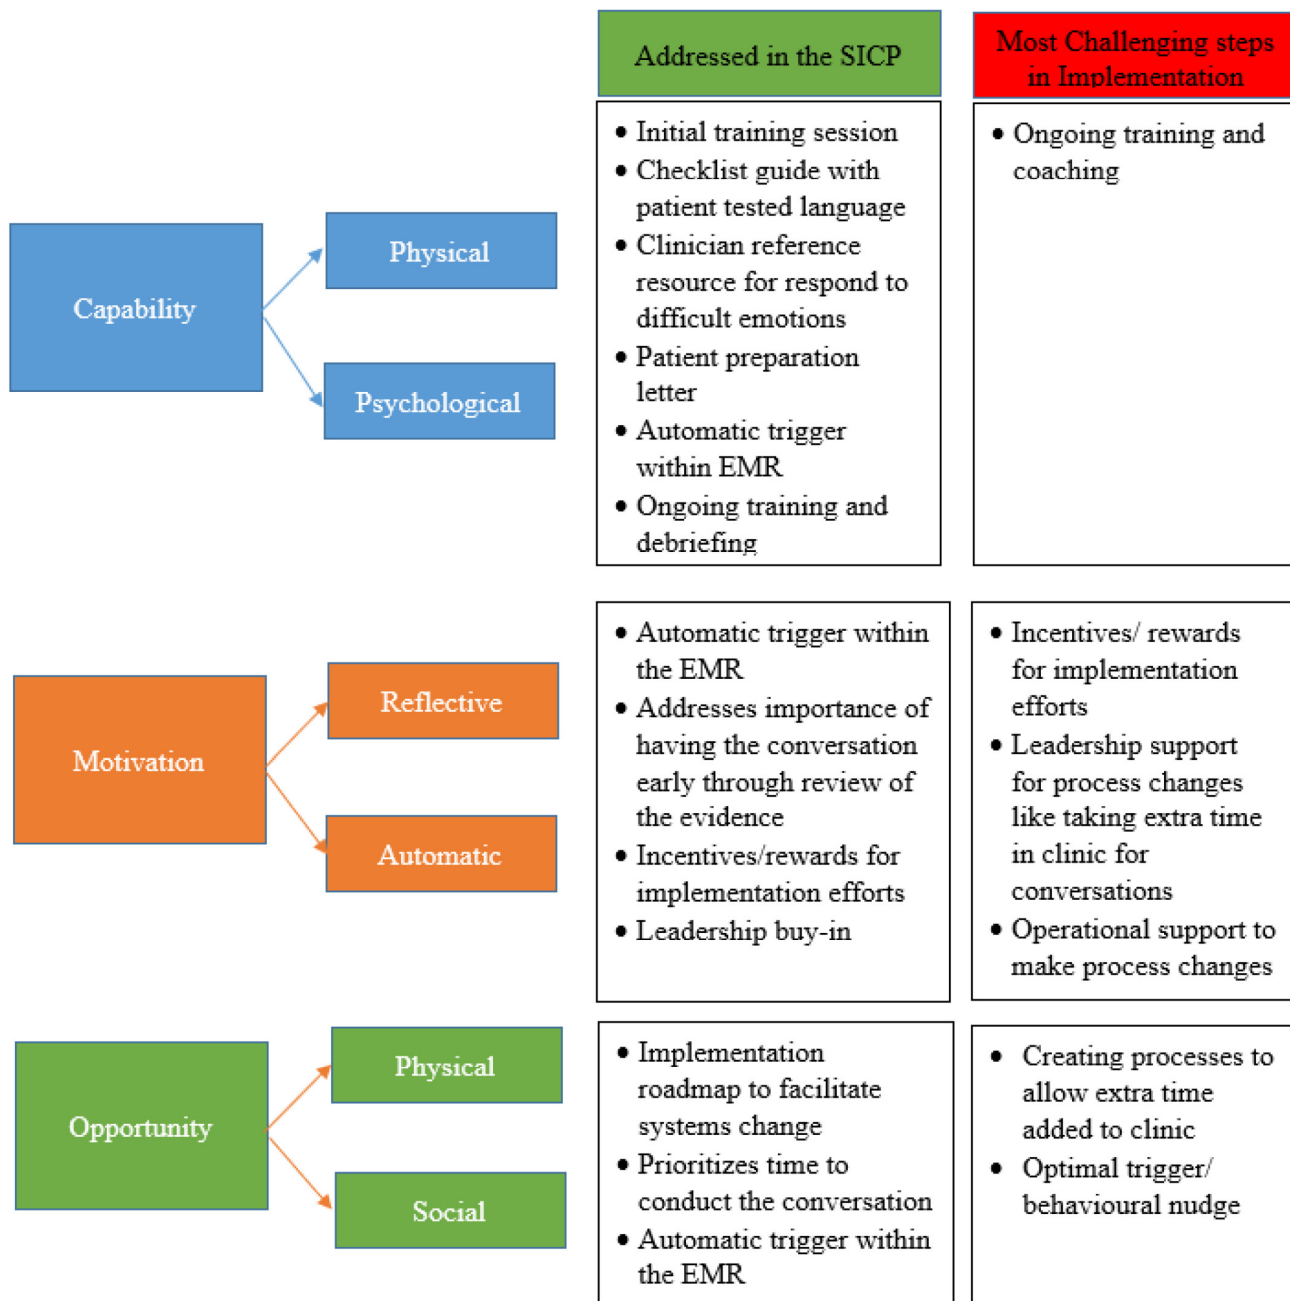 Addressed in the SICP
Most Challenging steps
in Implementation
Capability
Physical
Psychological
• Initial training session
• Checklist guide with
patient tested language
• Clinician reference
resource for respond to
difficult emotions
• Patient preparation
letter
• Automatic trigger
within EMR
• Ongoing training and
debriefing
• Ongoing training and
coaching
Motivation
Reflective
Automatic
• Automatic trigger within
the EMR
• Addresses importance of
having the conversation
early through review of
the evidence
• Incentives/rewards for
implementation efforts
• Leadership buy-in
• Incentives/ rewards
for implementation
efforts
• Leadership support
for process changes
like taking extra time
in clinic for
conversations
• Operational support to
make process changes
Opportunity
Physical
Social
• Implementation
roadmap to facilitate
systems change
• Prioritizes time to
conduct the conversation
• Automatic trigger within
the EMR
• Creating processes to
allow extra time
added to clinic
• Optimal trigger/
behavioural nudge